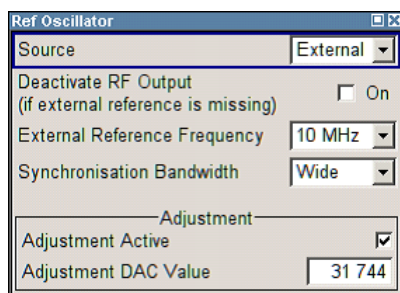 Ref Oscillator
Source External
Deactivate RF Output
(if external reference is missing) On
External Reference Frequency 10 MHz
Synchronisation Bandwidth Wide
Adjustment
Adjustment Active
Adjustment DAC Value 31 744